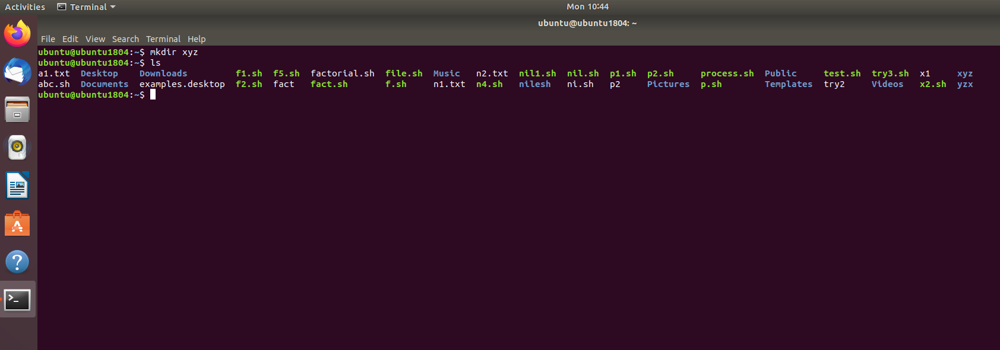 Activities Terminal Mon 10:44
ubuntu@ubuntu1804: ~
File Edit View Search Terminal Help
ubuntu@ubuntu1804:~$ mkdir xyz
ubuntu@ubuntu1804:~$ ls
a1.txt Desktop Downloads f1.sh f5.sh factorial.sh file.sh Music n2.txt nil1.sh nil.sh p1.sh p2.sh process.sh Public test.sh try3.sh x1 xyz
abc.sh Documents examples.desktop f2.sh fact fact.sh f.sh n1.txt n4.sh nilesh ni.sh p2 Pictures p.sh Templates try2 Videos x2.sh yzx
ubuntu@ubuntu1804:~$